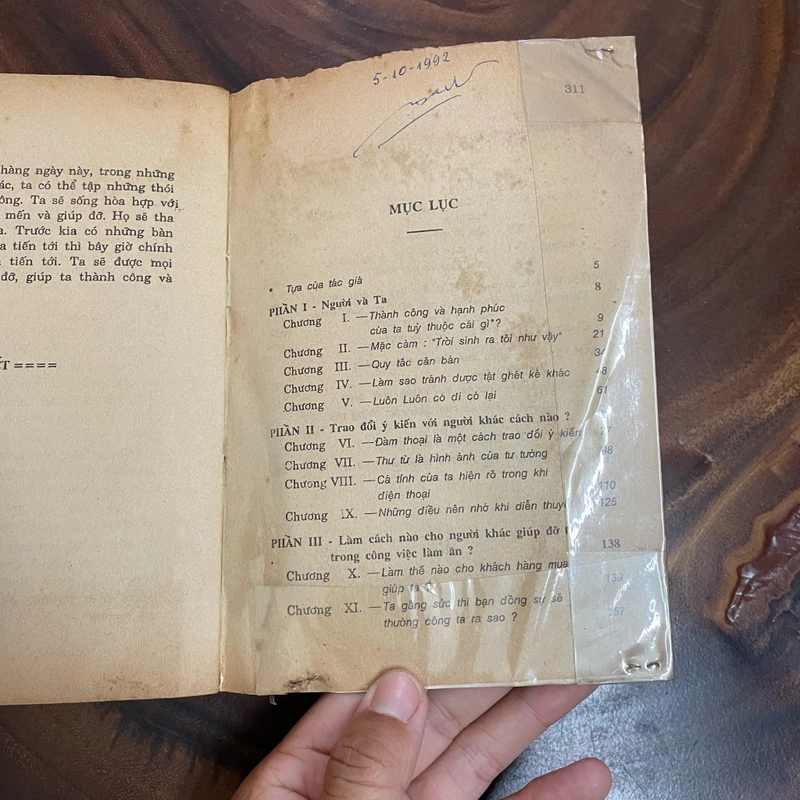 hàng ngày này, trong những
ác, ta có thể tập những thói
ông. Ta sẽ sống hòa hợp với
mến và giúp đỡ. Họ sẽ tha
a. Trước kia có những bàn
a tiến tới thì bây giờ chính
tiến tới. Ta sẽ được mọi
đỡ, giúp ta thành công và
ẾT ====
5-10-1992
311
MỤC LỤC
* Tựa của tác giả 5
PHẦN I - Người và Ta 8
Chương I. — Thành công và hạnh phúc
của ta tuỳ thuộc cái gì"? 9
Chương II. — Mặc cảm : "Trời sinh ra tôi như vậy" 21
Chương III. — Quy tắc căn bản 34
Chương IV. — Làm sao tránh được tật ghét kẻ khác 48
Chương V. — Luôn Luôn có đi có lại 61
PHẦN II - Trao đổi ý kiến với người khác cách nào ?
Chương VI. — Đàm thoại là một cách trao đổi ý kiến
Chương VII. — Thư từ là hình ảnh của tư tưởng 98
Chương VIII. — Cá tính của ta hiện rõ trong khi
điện thoại 110
Chương IX. — Những điều nên nhớ khi diễn thuyết 125
PHẦN III - Làm cách nào cho người khác giúp đỡ t
trong công việc làm ăn ? 138
Chương X. — Làm thế nào cho khách hàng mua
giúp ta ? 139
Chương XI. — Ta gắng sức thì bạn đồng sự sẽ
thưởng công ta ra sao ? 157